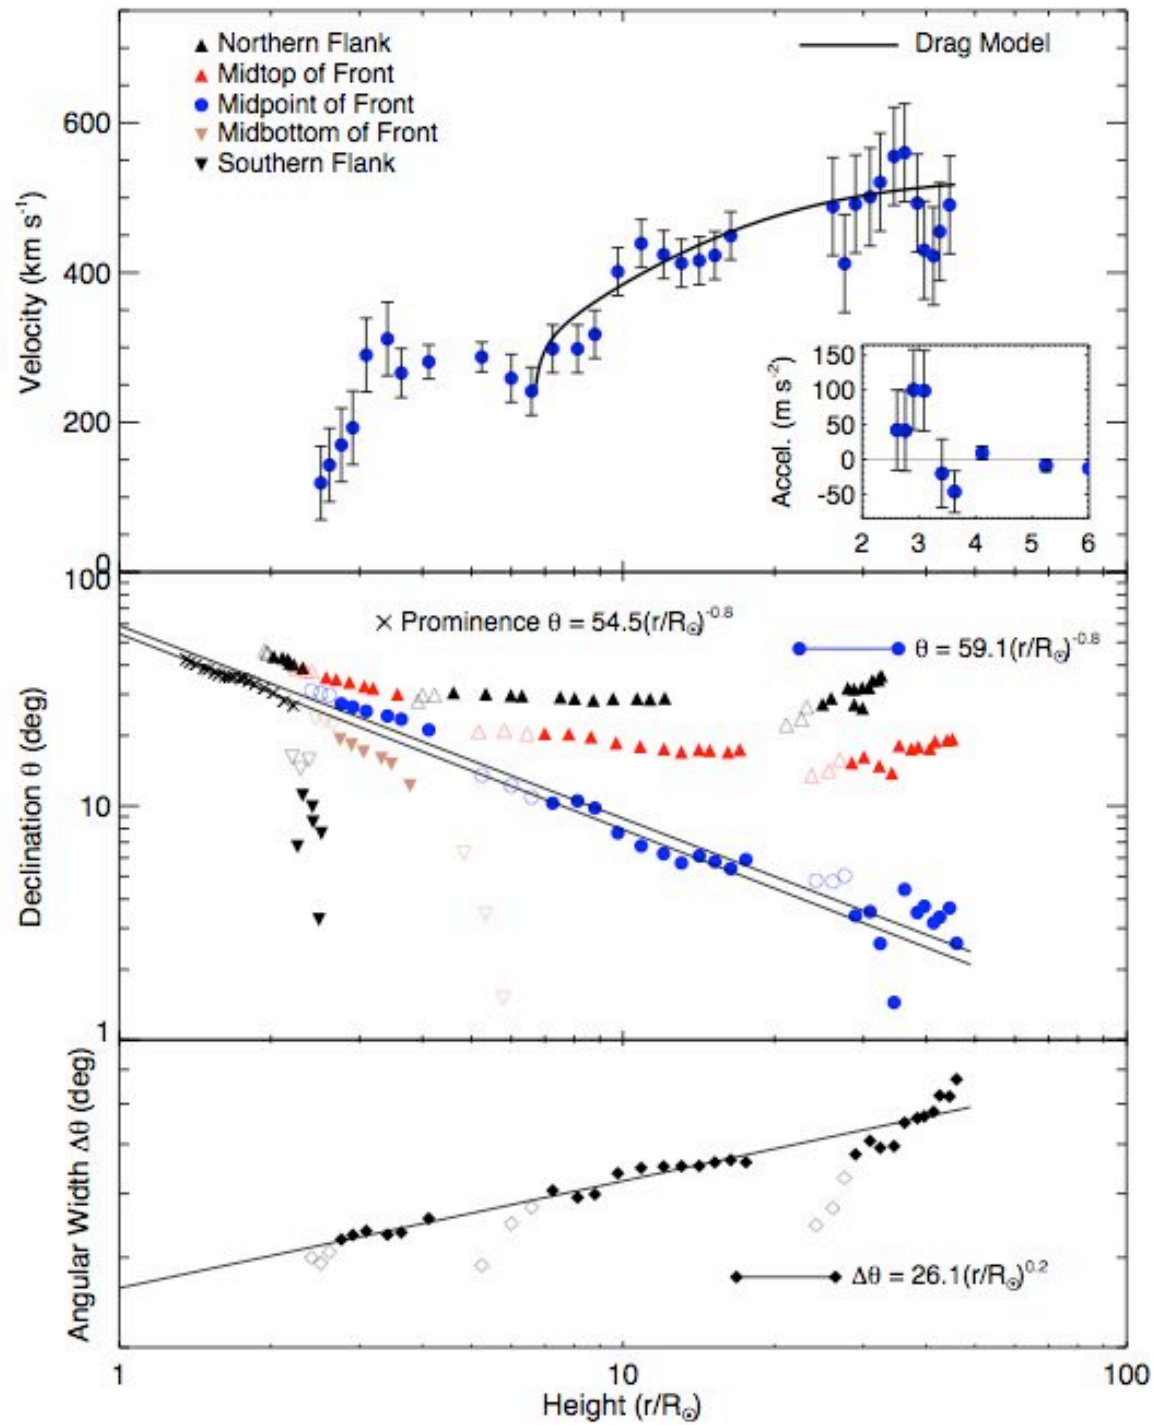 ▲ Northern Flank
▲ Midtop of Front
● Midpoint of Front
▼ Midbottom of Front
▼ Southern Flank
Drag Model
Velocity (km s⁻¹)
600
400
200
0
Accel. (m s⁻²)
150
100
50
0
-50
2 3 4 5 6
Declination θ (deg)
100
10
1
× Prominence θ = 54.5(r/R☉)^-0.8
θ = 59.1(r/R☉)^-0.8
Angular Width Δθ (deg)
Δθ = 26.1(r/R☉)^0.2
1 10 100
Height (r/R☉)